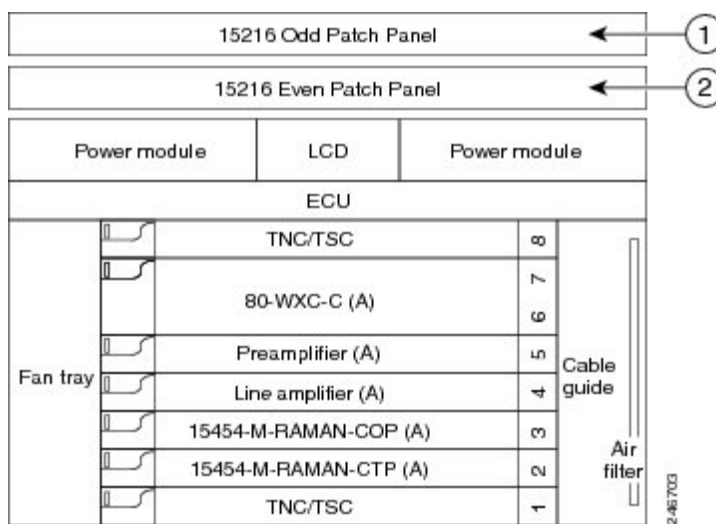 15216 Odd Patch Panel
1
15216 Even Patch Panel
2
Power module
LCD
Power module
ECU
TNC/TSC
8
80-WXC-C (A)
7
6
Preamplifier (A)
5
Line amplifier (A)
4
15454-M-RAMAN-COP (A)
3
15454-M-RAMAN-CTP (A)
2
TNC/TSC
1
Fan tray
Cable
guide
Air
filter
246703